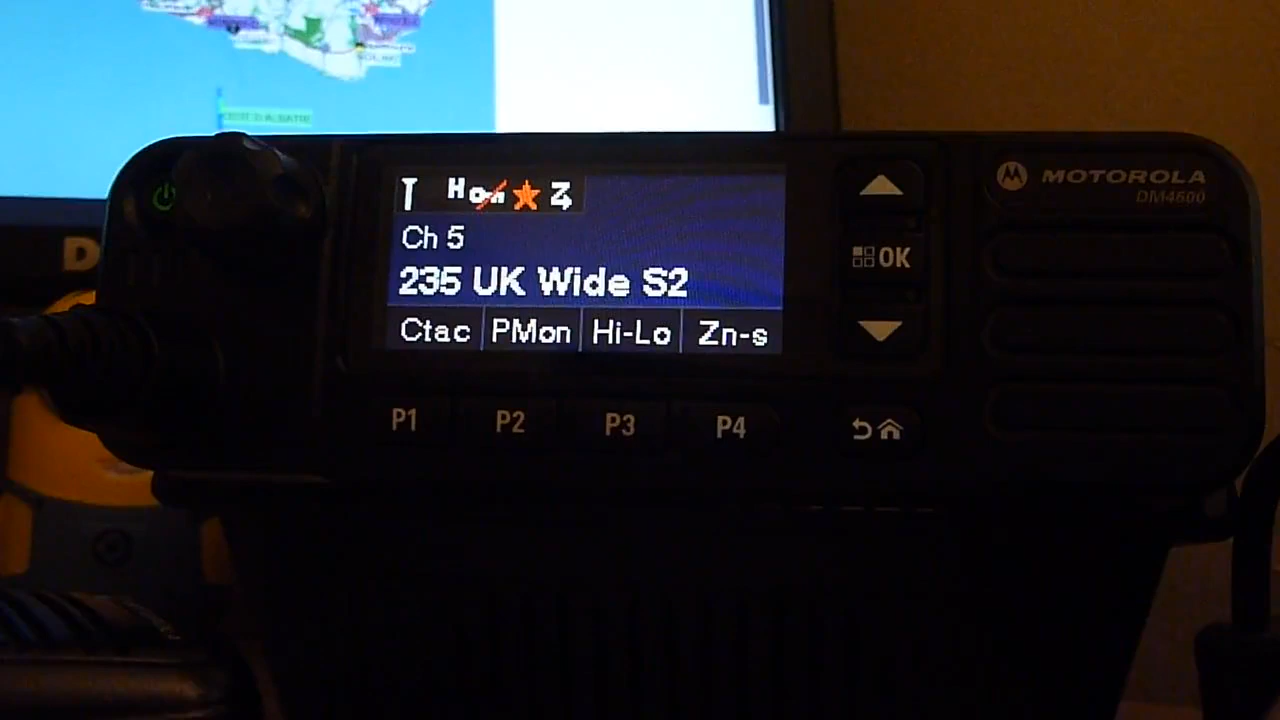 MOTOROLA
DM4600
H
Ch 5
235 UK Wide S2
Ctac PMon Hi-Lo Zn-s
OK
P1 P2 P3 P4
D